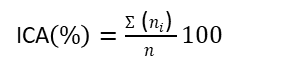 ICA(%) = Σ (nᵢ) / n 100